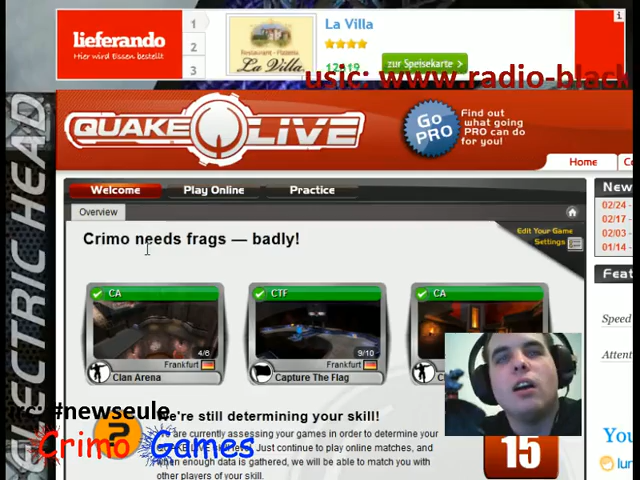 lieferando
Hier wird Essen bestellt
1
2
3
Restaurant - Pizzeria
La Villa
La Villa
12619
zur Speisekarte >
usic: www.radio-black
QUAKE LIVE
GO PRO
Find out what going PRO can do for you!
Home
Welcome
Play Online
Practice
Overview
Crimo needs frags — badly!
Edit Your Game
Settings
New
02/24 -
02/17 -
02/03 -
01/14 -
Feat
Speed
Attent
CA
4/8
Frankfurt
Clan Arena
CTF
9/10
Frankfurt
Capture The Flag
CA
ELECTRIC HEAD
#newseule
Crimo Games
We're still determining your skill!
We are currently assessing your games in order to determine your
QUAKE LIVE skill. Just continue to play online matches, and
when enough data is gathered, we will be able to match you with
other players of your skill.
15
You